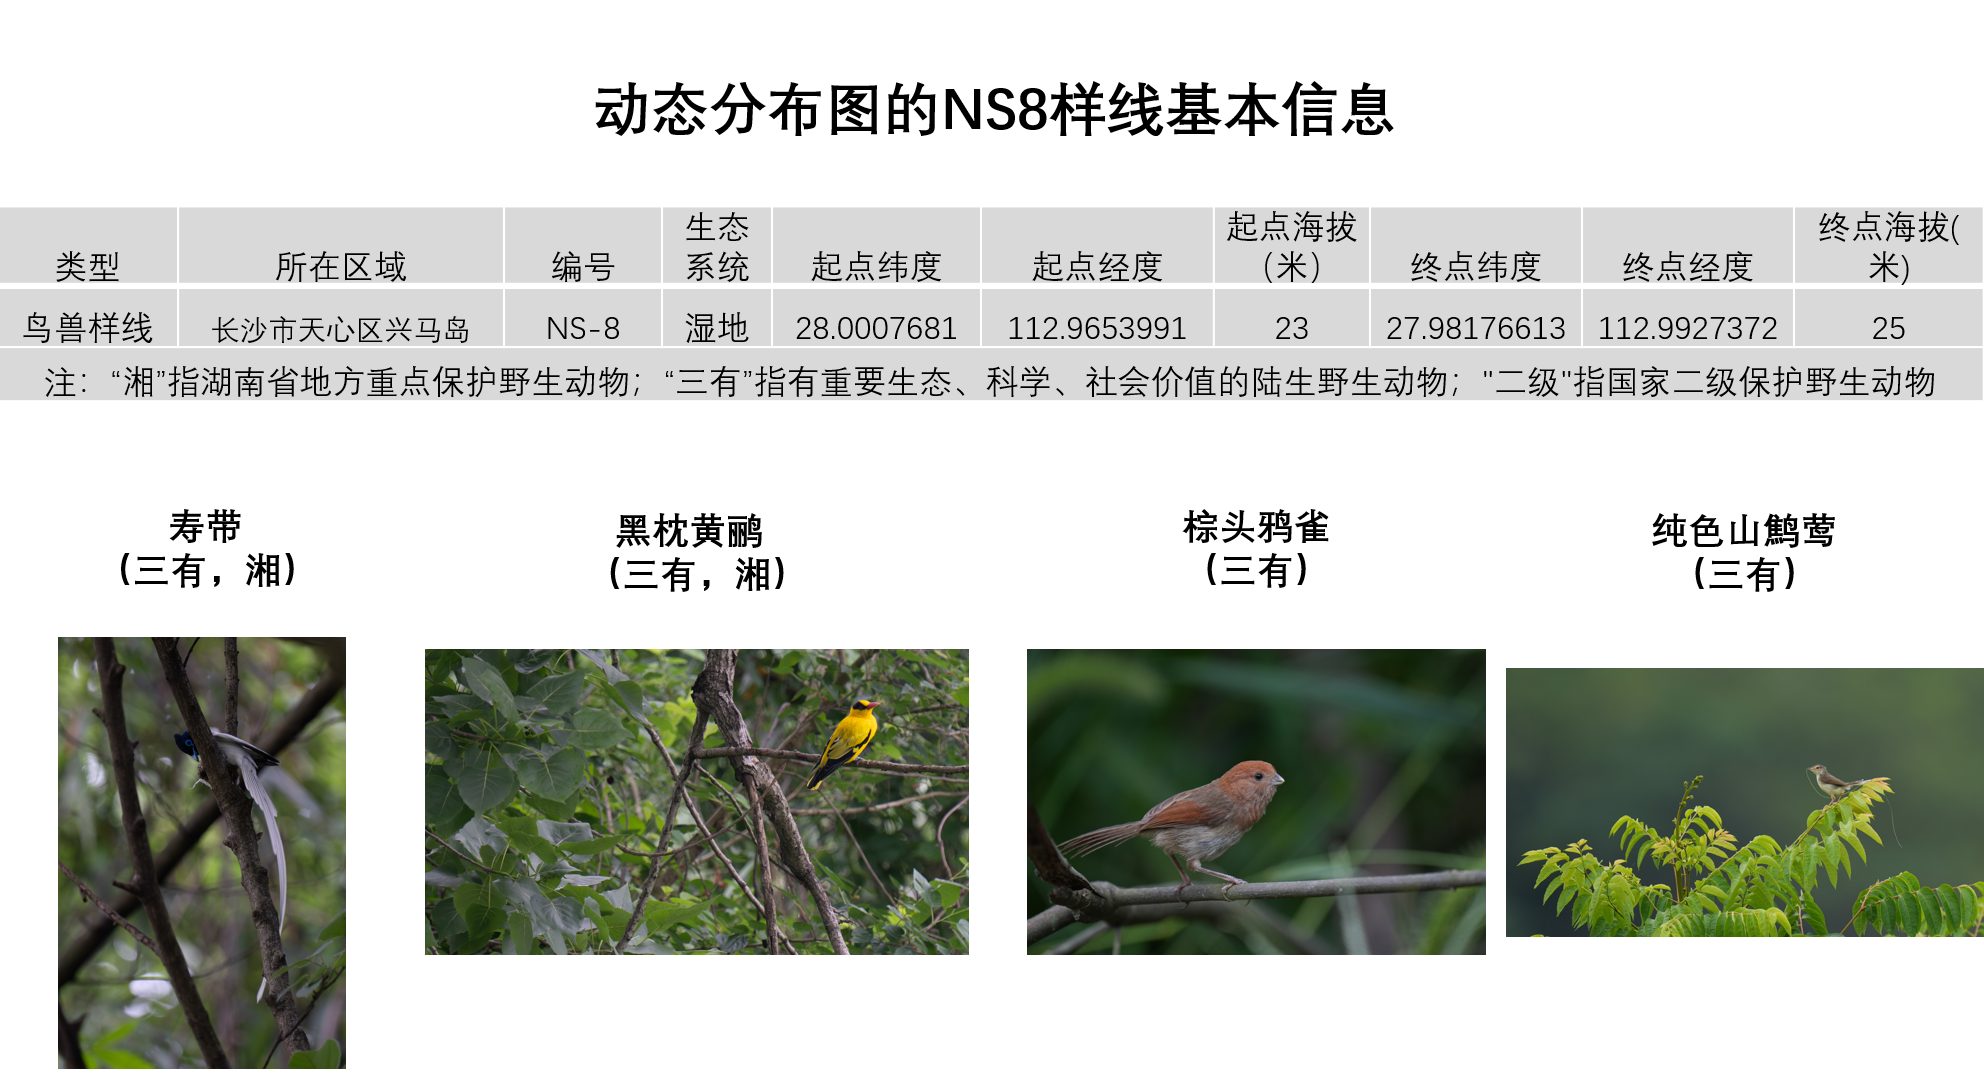 动态分布图的NS8样线基本信息
类型 所在区域 编号 生态系统 起点纬度 起点经度 起点海拔（米） 终点纬度 终点经度 终点海拔(米)
鸟兽样线 长沙市天心区兴马岛 NS-8 湿地 28.0007681 112.9653991 23 27.98176613 112.9927372 25
注：“湘”指湖南省地方重点保护野生动物；“三有”指有重要生态、科学、社会价值的陆生野生动物；"二级"指国家二级保护野生动物
寿带
（三有，湘）
黑枕黄鹂
（三有，湘）
棕头鸦雀
（三有）
纯色山鹪莺
（三有）